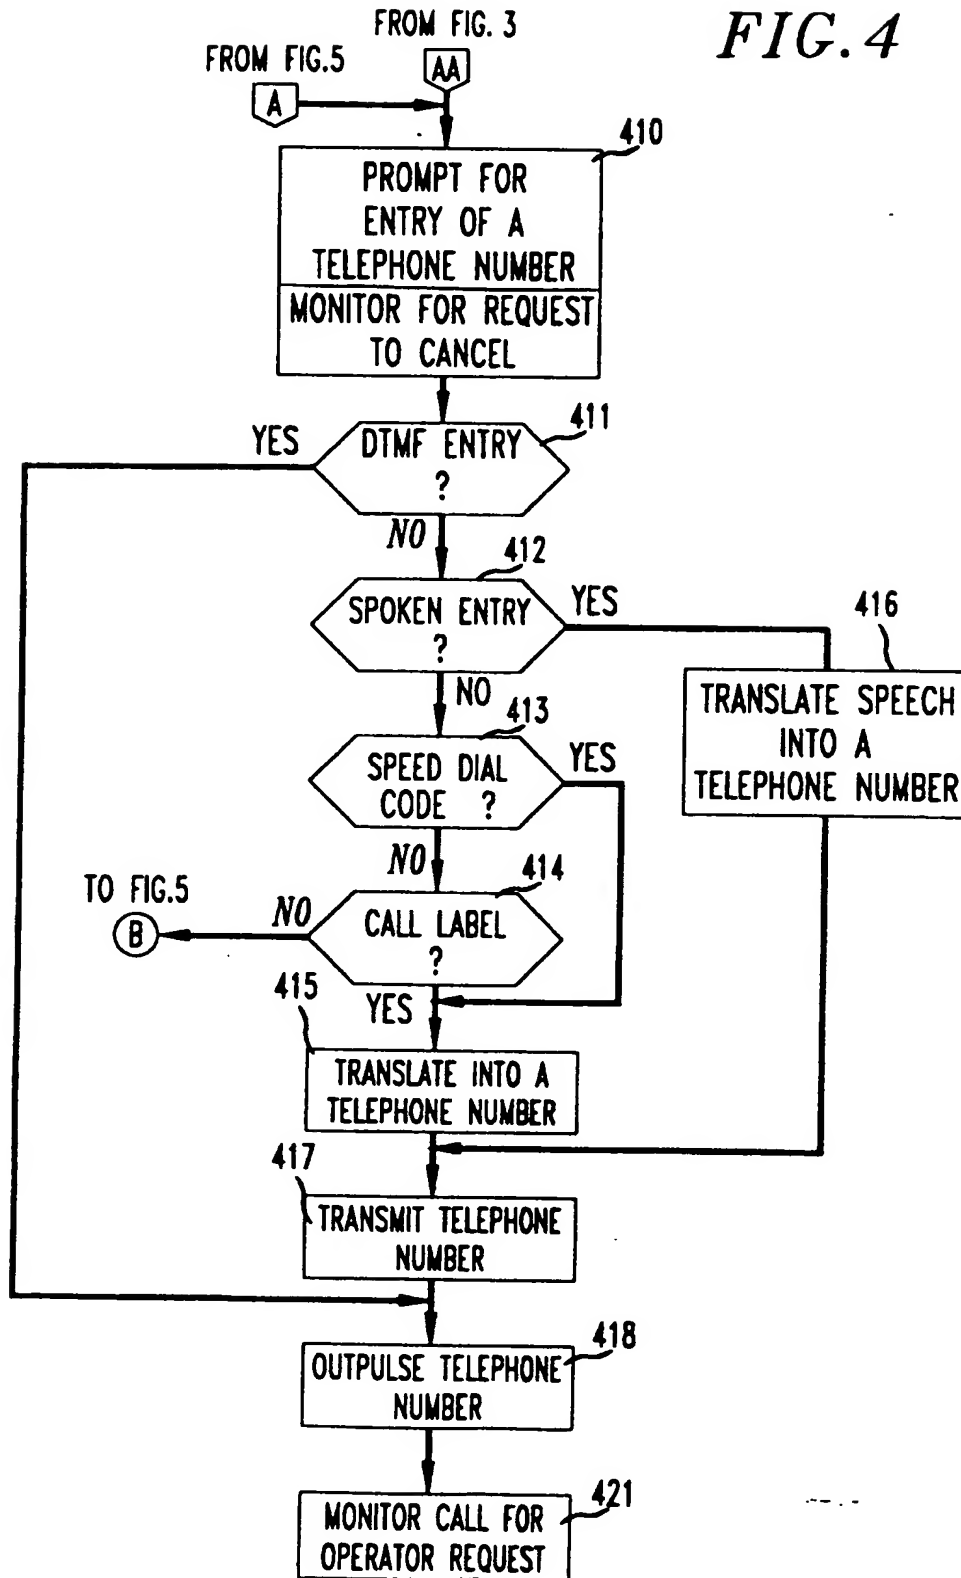 FROM FIG. 3
FIG. 4
FROM FIG.5
AA
A
410
PROMPT FOR
ENTRY OF A
TELEPHONE NUMBER
MONITOR FOR REQUEST
TO CANCEL
411
YES
DTMF ENTRY
?
NO
412
SPOKEN ENTRY
?
YES
416
TRANSLATE SPEECH
INTO A
TELEPHONE NUMBER
NO
413
SPEED DIAL
CODE ?
YES
NO
414
TO FIG.5
B
NO
CALL LABEL
?
415
YES
TRANSLATE INTO A
TELEPHONE NUMBER
417
TRANSMIT TELEPHONE
NUMBER
418
OUTPULSE TELEPHONE
NUMBER
421
MONITOR CALL FOR
OPERATOR REQUEST